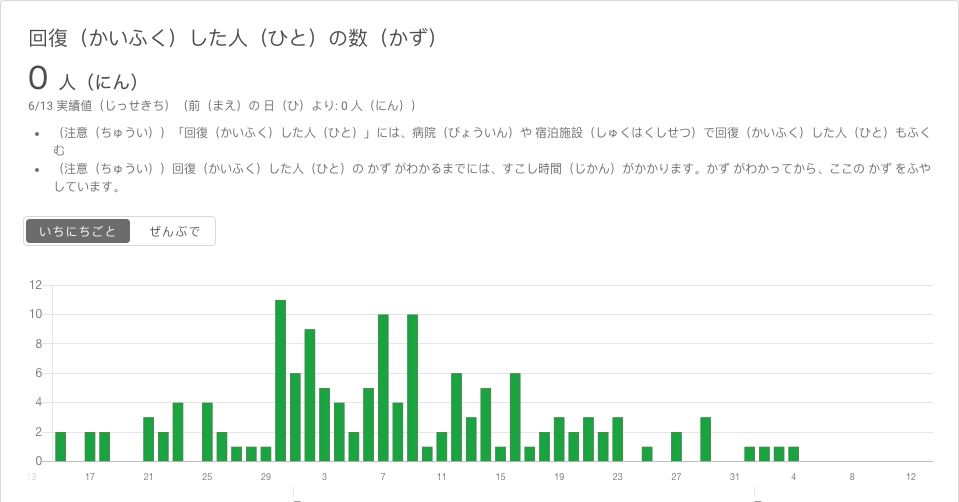 回復（かいふく）した人（ひと）の数（かず）
0 人（にん）
6/13 実績値（じっせきち）（前（まえ）の 日（ひ）より: 0 人（にん））
• （注意（ちゅうい））「回復（かいふく）した人（ひと）」には、病院（びょういん）や 宿泊施設（しゅくはくしせつ）で回復（かいふく）した人（ひと）もふく
む
• （注意（ちゅうい））回復（かいふく）した人（ひと）の かず がわかるまでには、すこし時間（じかん）がかかります。かず がわかってから、ここの かず をふや
しています。
いちにちごと ぜんぶで
12
10
8
6
4
2
0
13 17 21 25 29 3 7 11 15 19 23 27 31 4 8 12